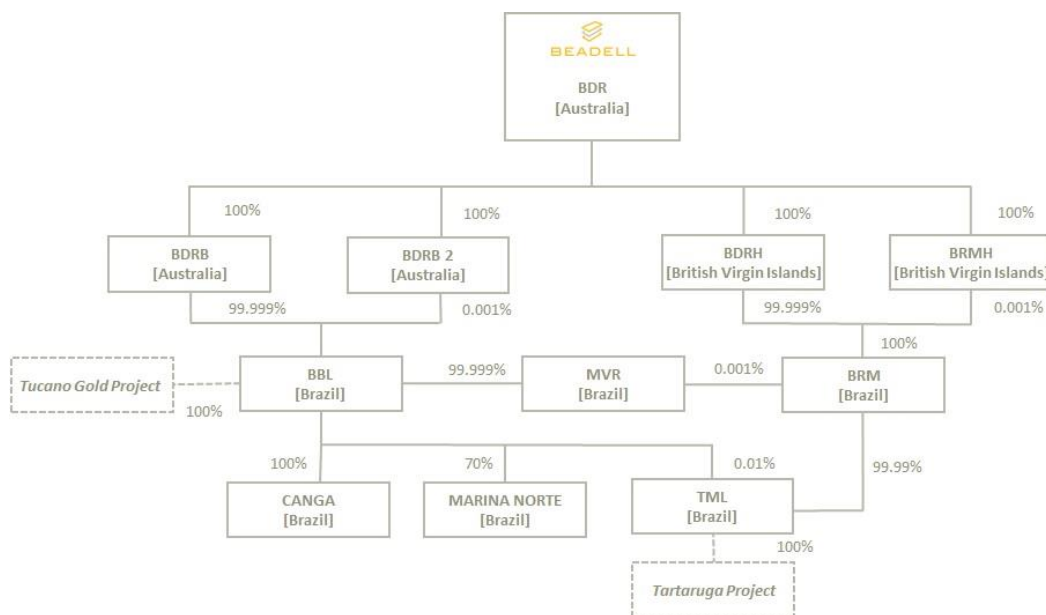 BEADELL
BDR
[Australia]
100%
100%
100%
100%
BDRB
[Australia]
BDRB 2
[Australia]
BDRH
[British Virgin Islands]
BRMH
[British Virgin Islands]
99.999%
0.001%
99.999%
0.001%
100%
Tucano Gold Project
BBL
[Brazil]
99.999%
MVR
[Brazil]
0.001%
BRM
[Brazil]
100%
100%
70%
0.01%
99.99%
CANGA
[Brazil]
MARINA NORTE
[Brazil]
TML
[Brazil]
100%
Tartaruga Project